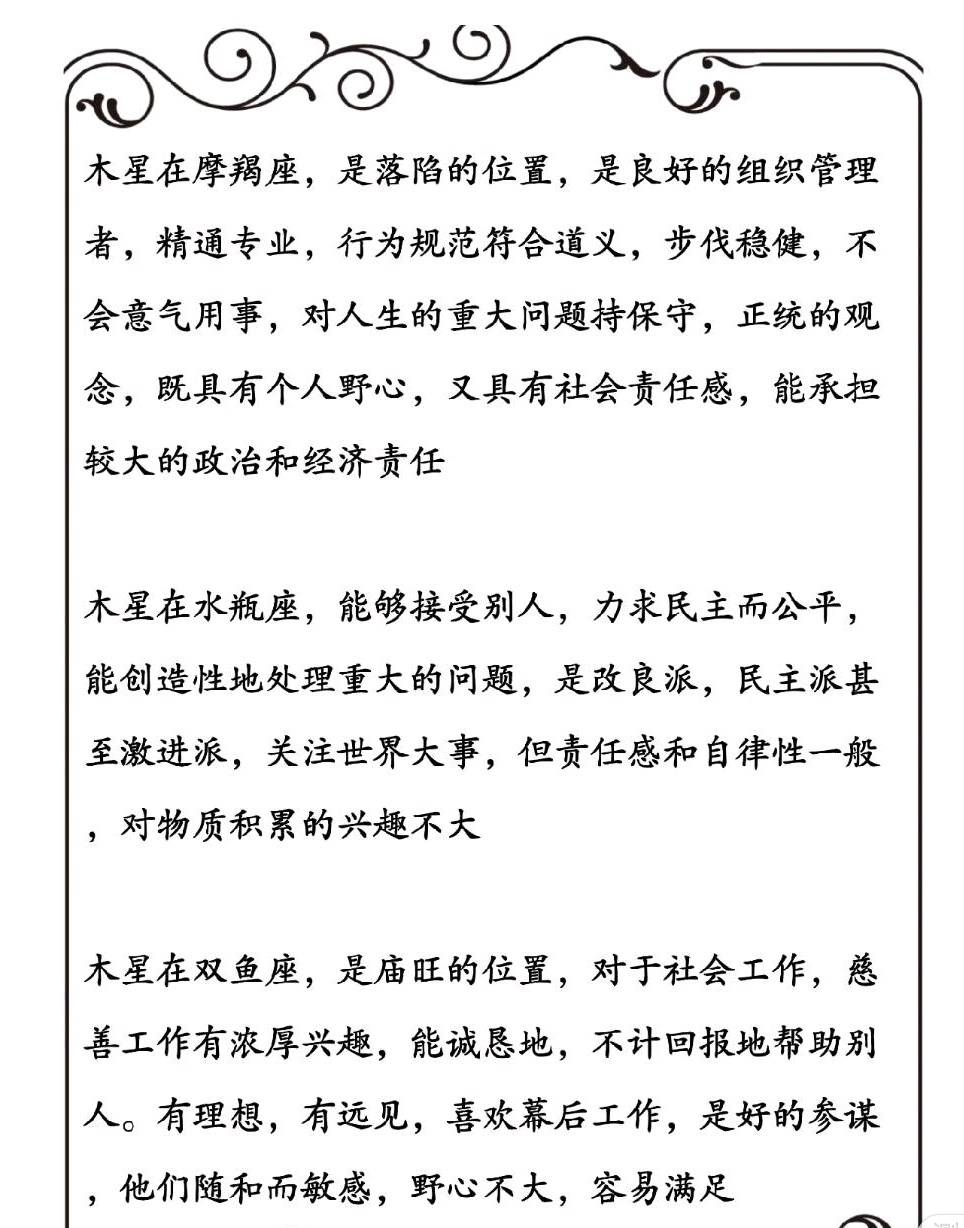 木星在摩羯座，是落陷的位置，是良好的组织管理
者，精通专业，行为规范符合道义，步伐稳健，不
会意气用事，对人生的重大问题持保守，正统的观
念，既具有个人野心，又具有社会责任感，能承担
较大的政治和经济责任
木星在水瓶座，能够接受别人，力求民主而公平，
能创造性地处理重大的问题，是改良派，民主派甚
至激进派，关注世界大事，但责任感和自律性一般
，对物质积累的兴趣不大
木星在双鱼座，是庙旺的位置，对于社会工作，慈
善工作有浓厚兴趣，能诚恳地，不计回报地帮助别
人。有理想，有远见，喜欢幕后工作，是好的参谋
，他们随和而敏感，野心不大，容易满足